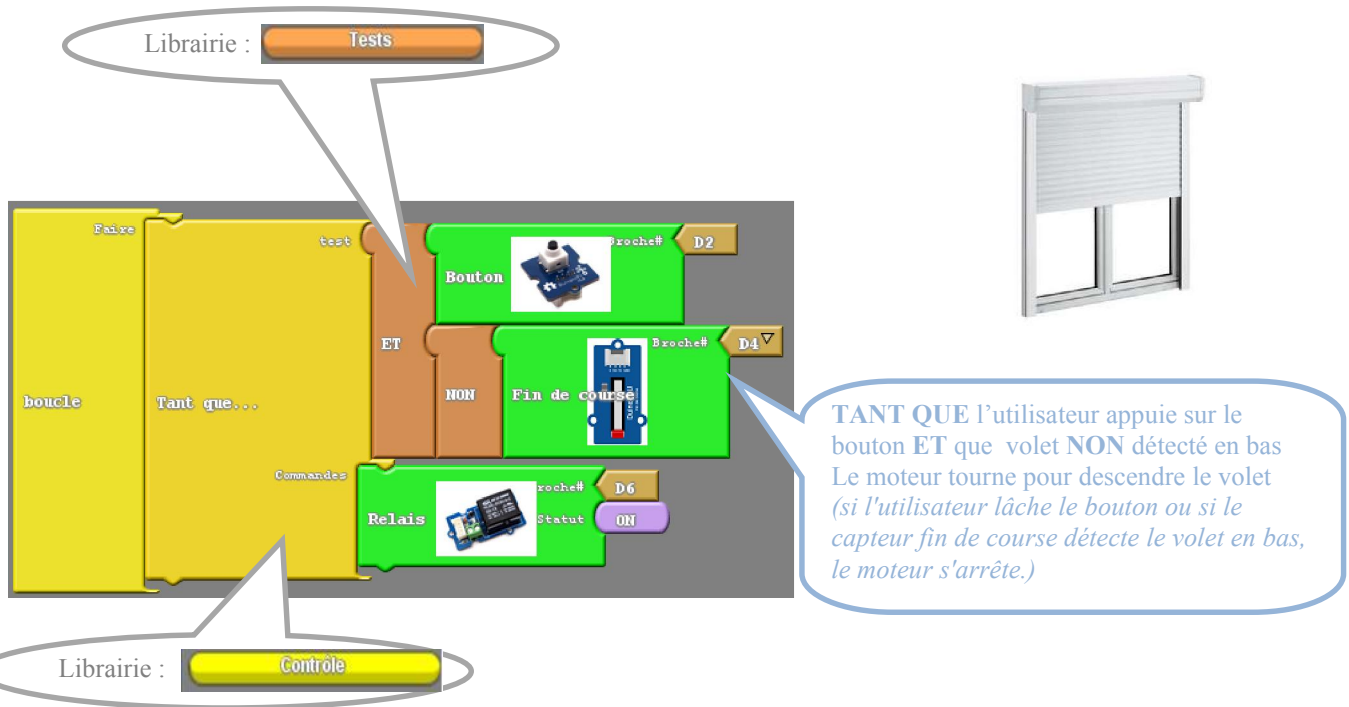 Librairie : Tests
Faire
test
Broche# D2
Bouton
ET
Broche# D4
boucle
Tant que...
NON
Fin de course
Commandes
roche# D6
Relais
Statut ON
TANT QUE l’utilisateur appuie sur le
bouton ET que volet NON détecté en bas
Le moteur tourne pour descendre le volet
(si l'utilisateur lâche le bouton ou si le
capteur fin de course détecte le volet en bas,
le moteur s'arrête.)
Librairie : Contrôle